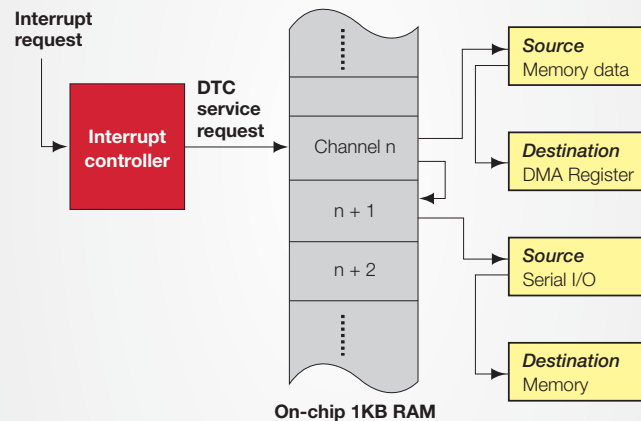 Interrupt
request
Interrupt
controller
DTC
service
request
Channel n
n + 1
n + 2
On-chip 1KB RAM
Source
Memory data
Destination
DMA Register
Source
Serial I/O
Destination
Memory